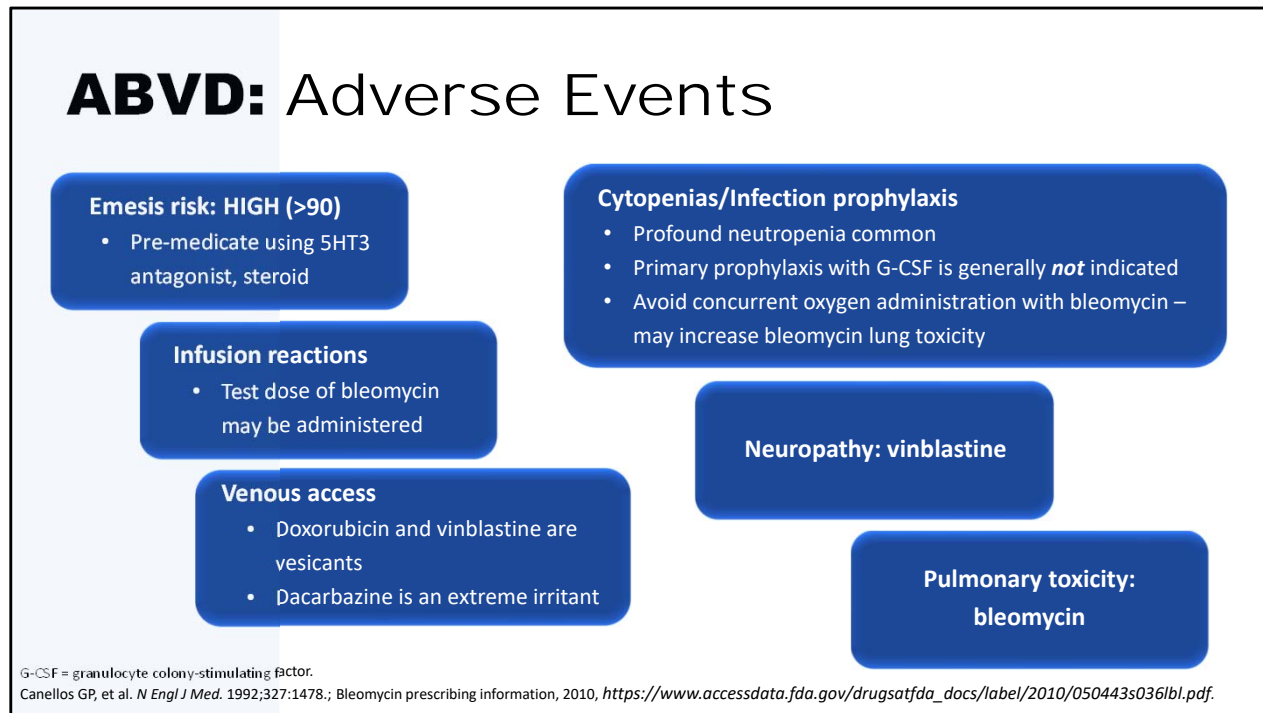 ABVD: Adverse Events
Emesis risk: HIGH (>90)
• Pre-medicate using 5HT3
antagonist, steroid
Infusion reactions
• Test dose of bleomycin
may be administered
Venous access
• Doxorubicin and vinblastine are
vesicants
• Dacarbazine is an extreme irritant
Cytopenias/Infection prophylaxis
• Profound neutropenia common
• Primary prophylaxis with G-CSF is generally not indicated
• Avoid concurrent oxygen administration with bleomycin –
may increase bleomycin lung toxicity
Neuropathy: vinblastine
Pulmonary toxicity:
bleomycin
G-CSF = granulocyte colony-stimulating factor.
Canellos GP, et al. N Engl J Med. 1992;327:1478.; Bleomycin prescribing information, 2010, https://www.accessdata.fda.gov/drugsatfda_docs/label/2010/050443s036lbl.pdf.